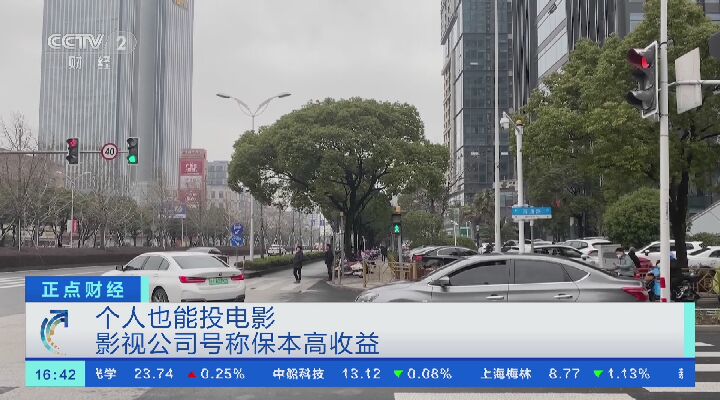 CCTV 2
财经
40
正点财经
个人也能投电影
影视公司号称保本高收益
16:42 光学 23.74 ▲ 0.25% 中船科技 13.12 ▼ 0.08% 上海梅林 8.77 ▼ 1.13%